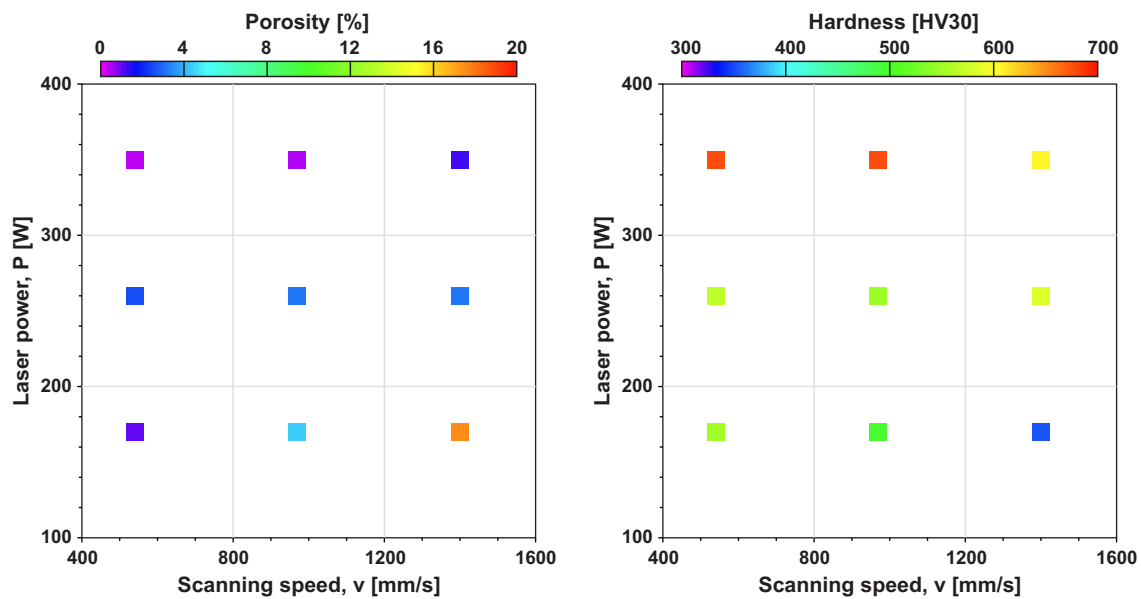 Porosity [%]
0 4 8 12 16 20
400
300
200
100
Laser power, P [W]
400 800 1200 1600
Scanning speed, v [mm/s]
Hardness [HV30]
300 400 500 600 700
400
300
200
100
Laser power, P [W]
400 800 1200 1600
Scanning speed, v [mm/s]